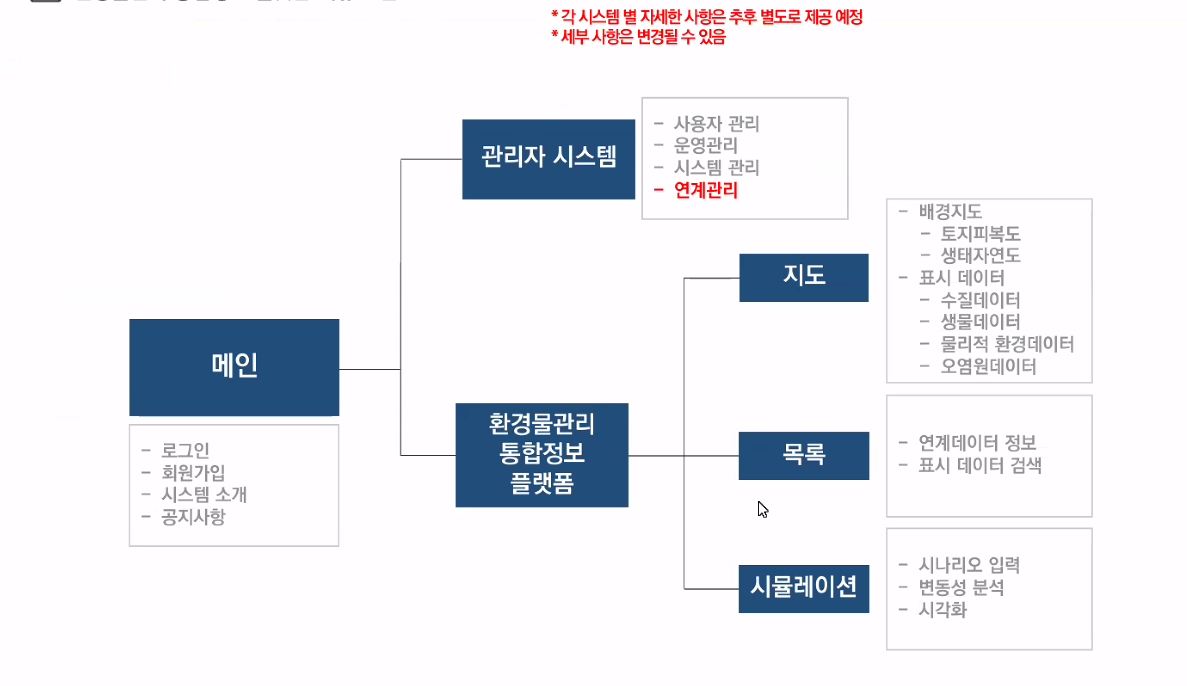 * 각 시스템 별 자세한 사항은 추후 별도로 제공 예정
* 세부 사항은 변경될 수 있음
관리자 시스템
- 사용자 관리
- 운영관리
- 시스템 관리
- 연계관리
메인
- 로그인
- 회원가입
- 시스템 소개
- 공지사항
환경물관리
통합정보
플랫폼
지도
- 배경지도
- 토지피복도
- 생태자연도
- 표시 데이터
- 수질데이터
- 생물데이터
- 물리적 환경데이터
- 오염원데이터
목록
- 연계데이터 정보
- 표시 데이터 검색
시뮬레이션
- 시나리오 입력
- 변동성 분석
- 시각화